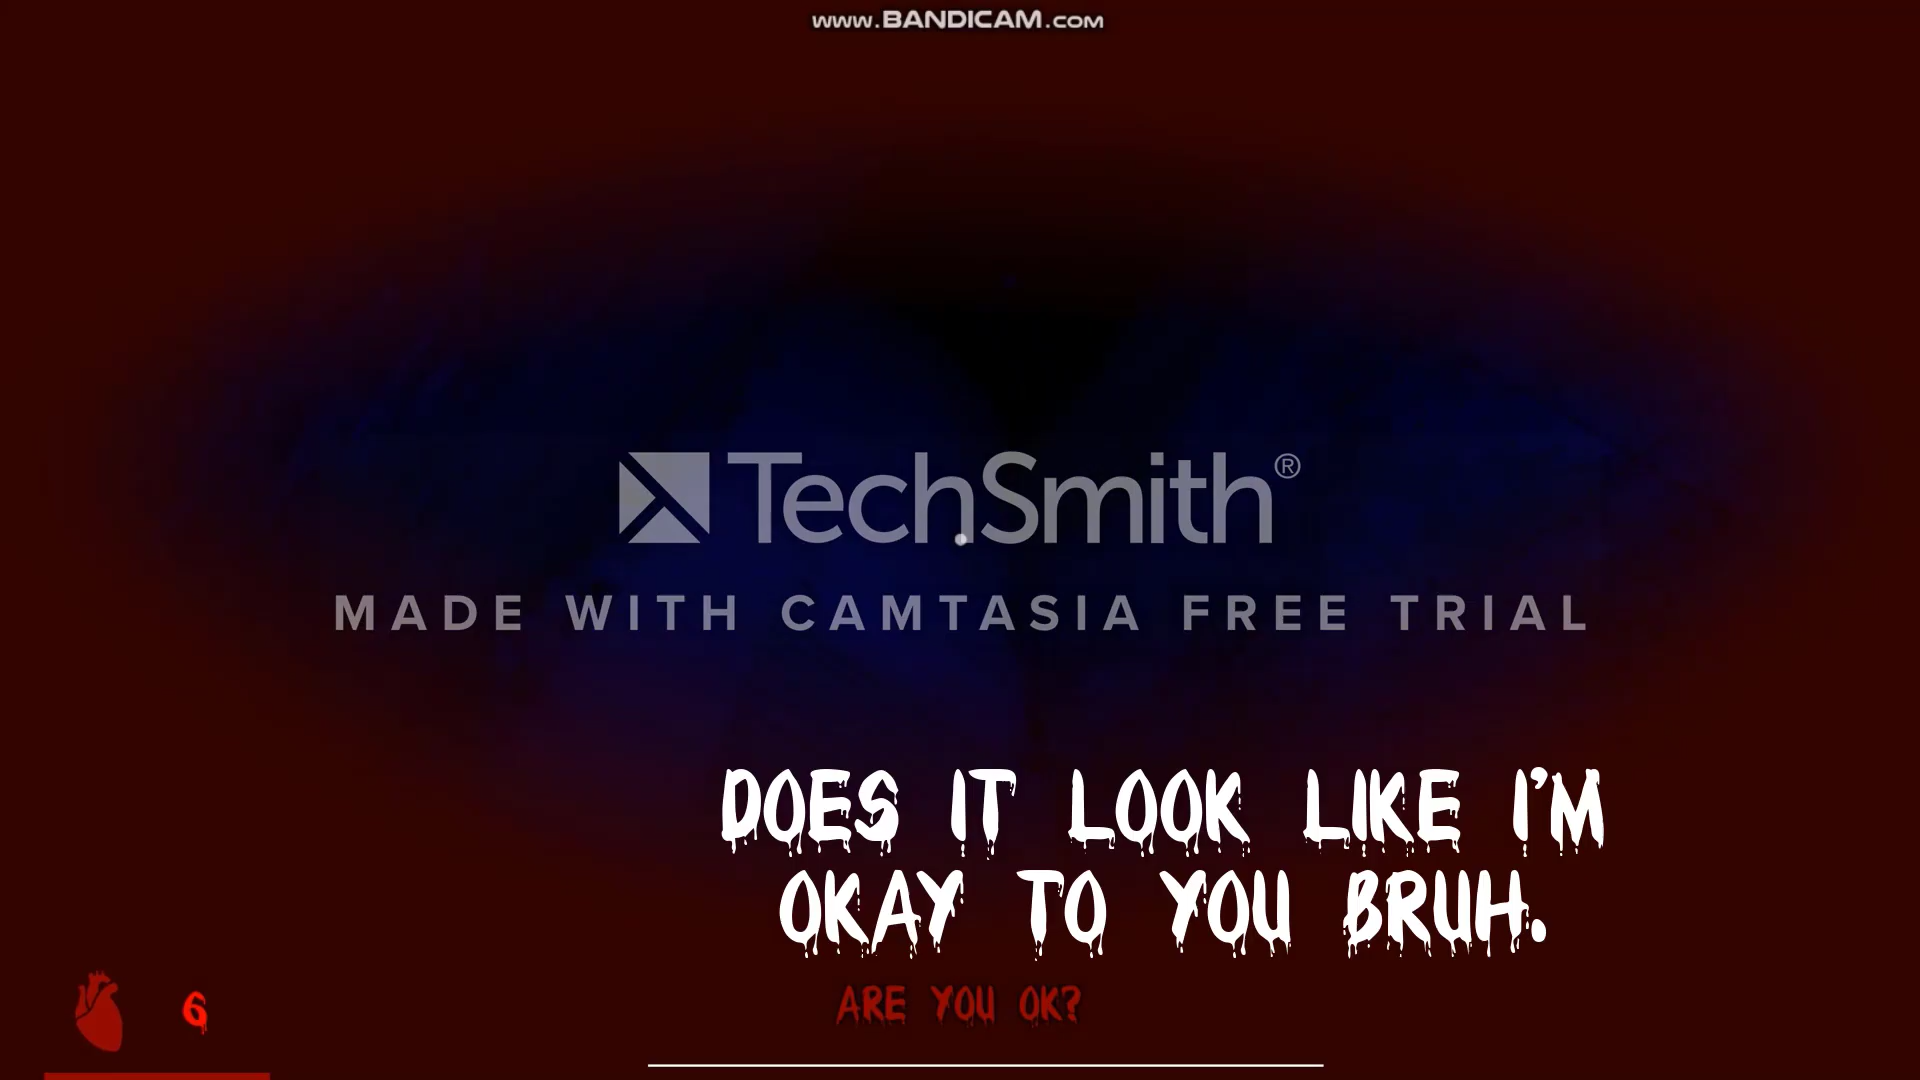 www.BANDICAM.com
TechSmith®
MADE WITH CAMTASIA FREE TRIAL
DOES IT LOOK LIKE I'M
OKAY TO YOU BRUH.
6
ARE YOU OK?